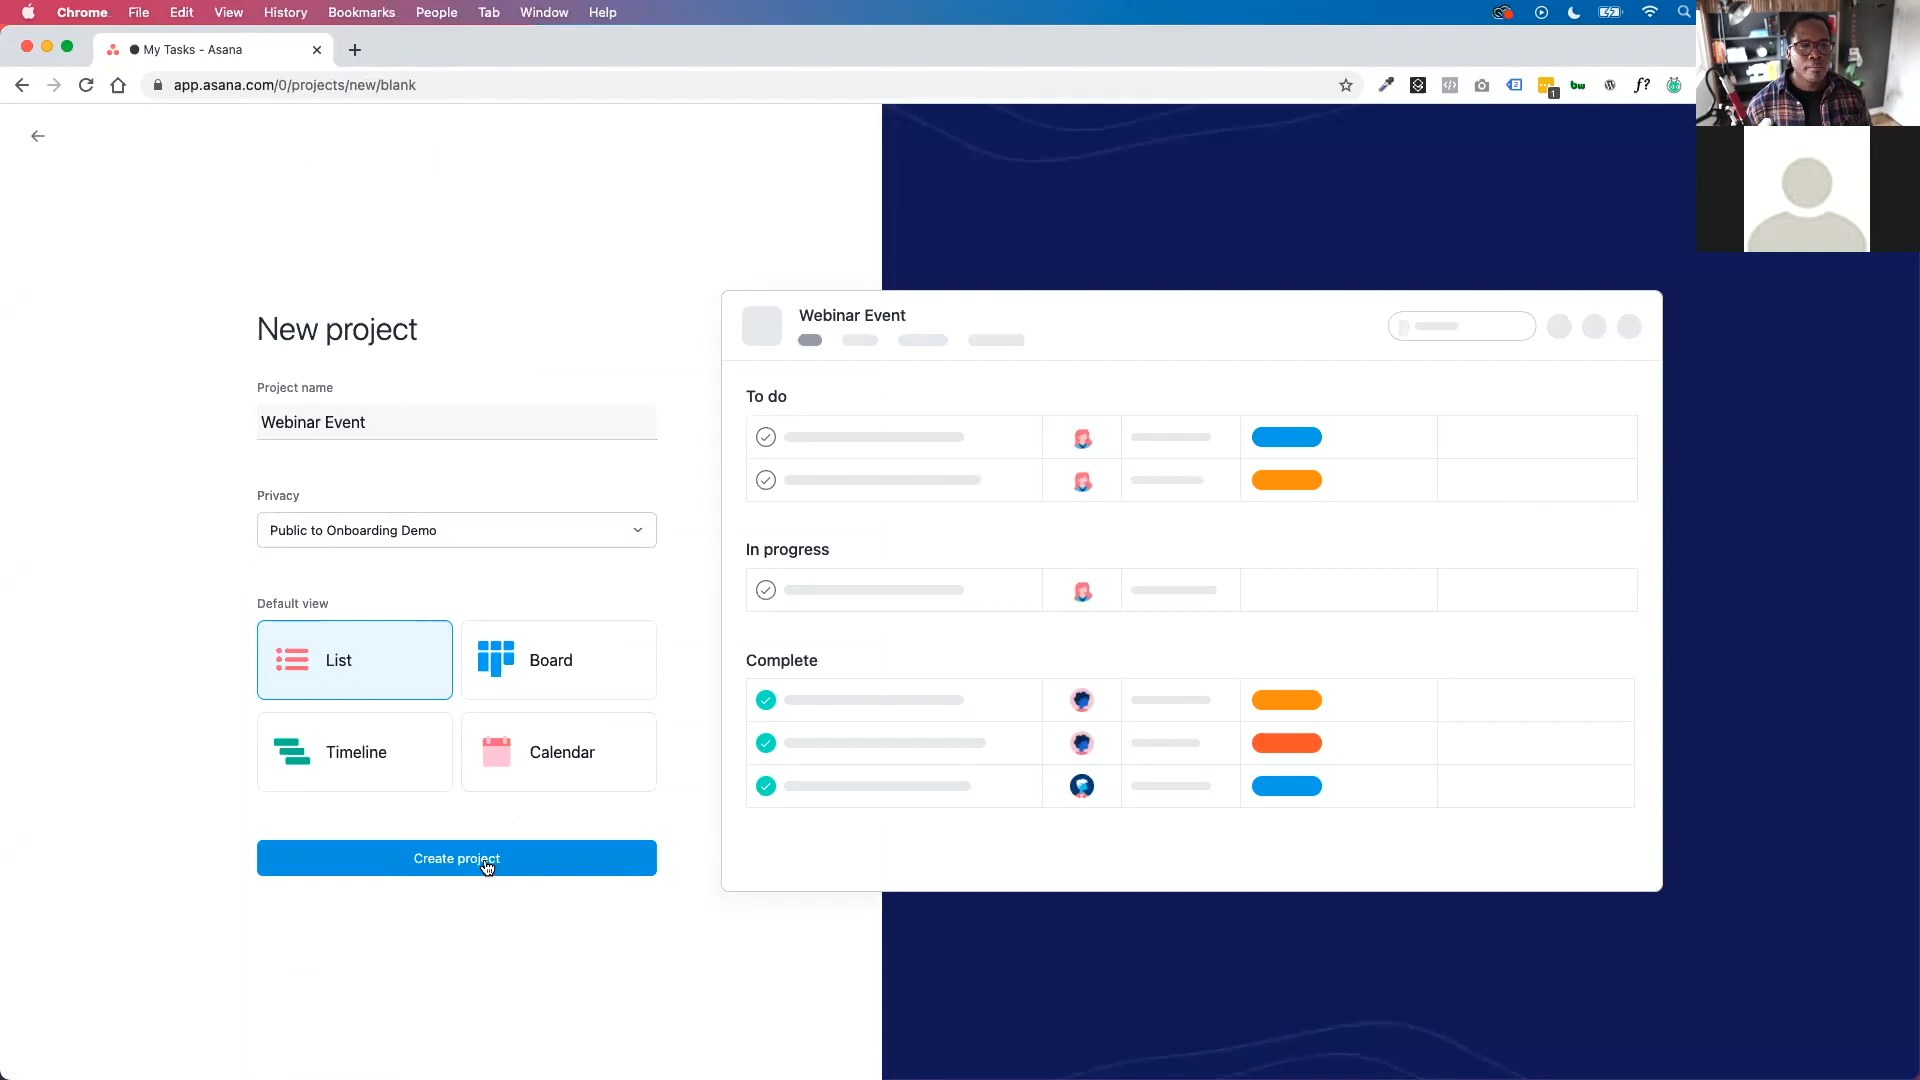 Chrome File Edit View History Bookmarks People Tab Window Help
My Tasks - Asana
app.asana.com/0/projects/new/blank
1
bw
f?
New project
Project name
Webinar Event
Privacy
Public to Onboarding Demo
Default view
List
Board
Timeline
Calendar
Create project
Webinar Event
To do
In progress
Complete